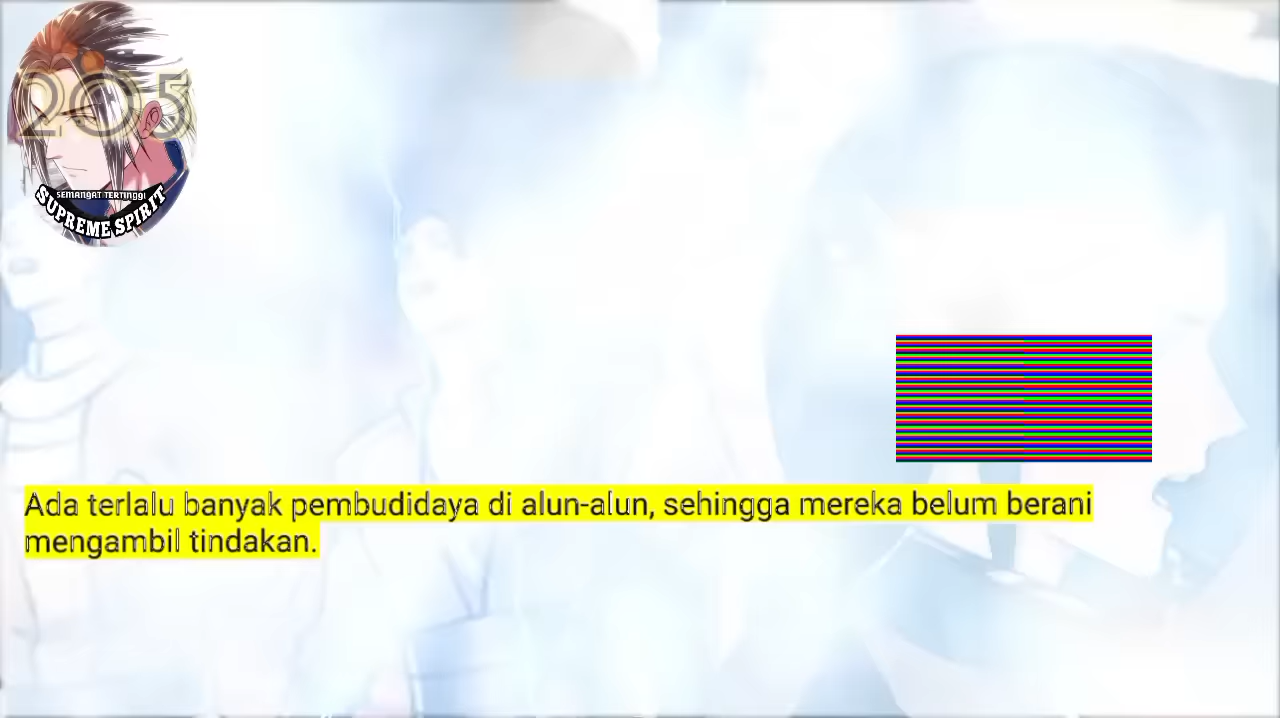 205
SEMANGAT TERTINGGI
SUPREME SPIRIT
Ada terlalu banyak pembudidaya di alun-alun, sehingga mereka belum berani
mengambil tindakan.